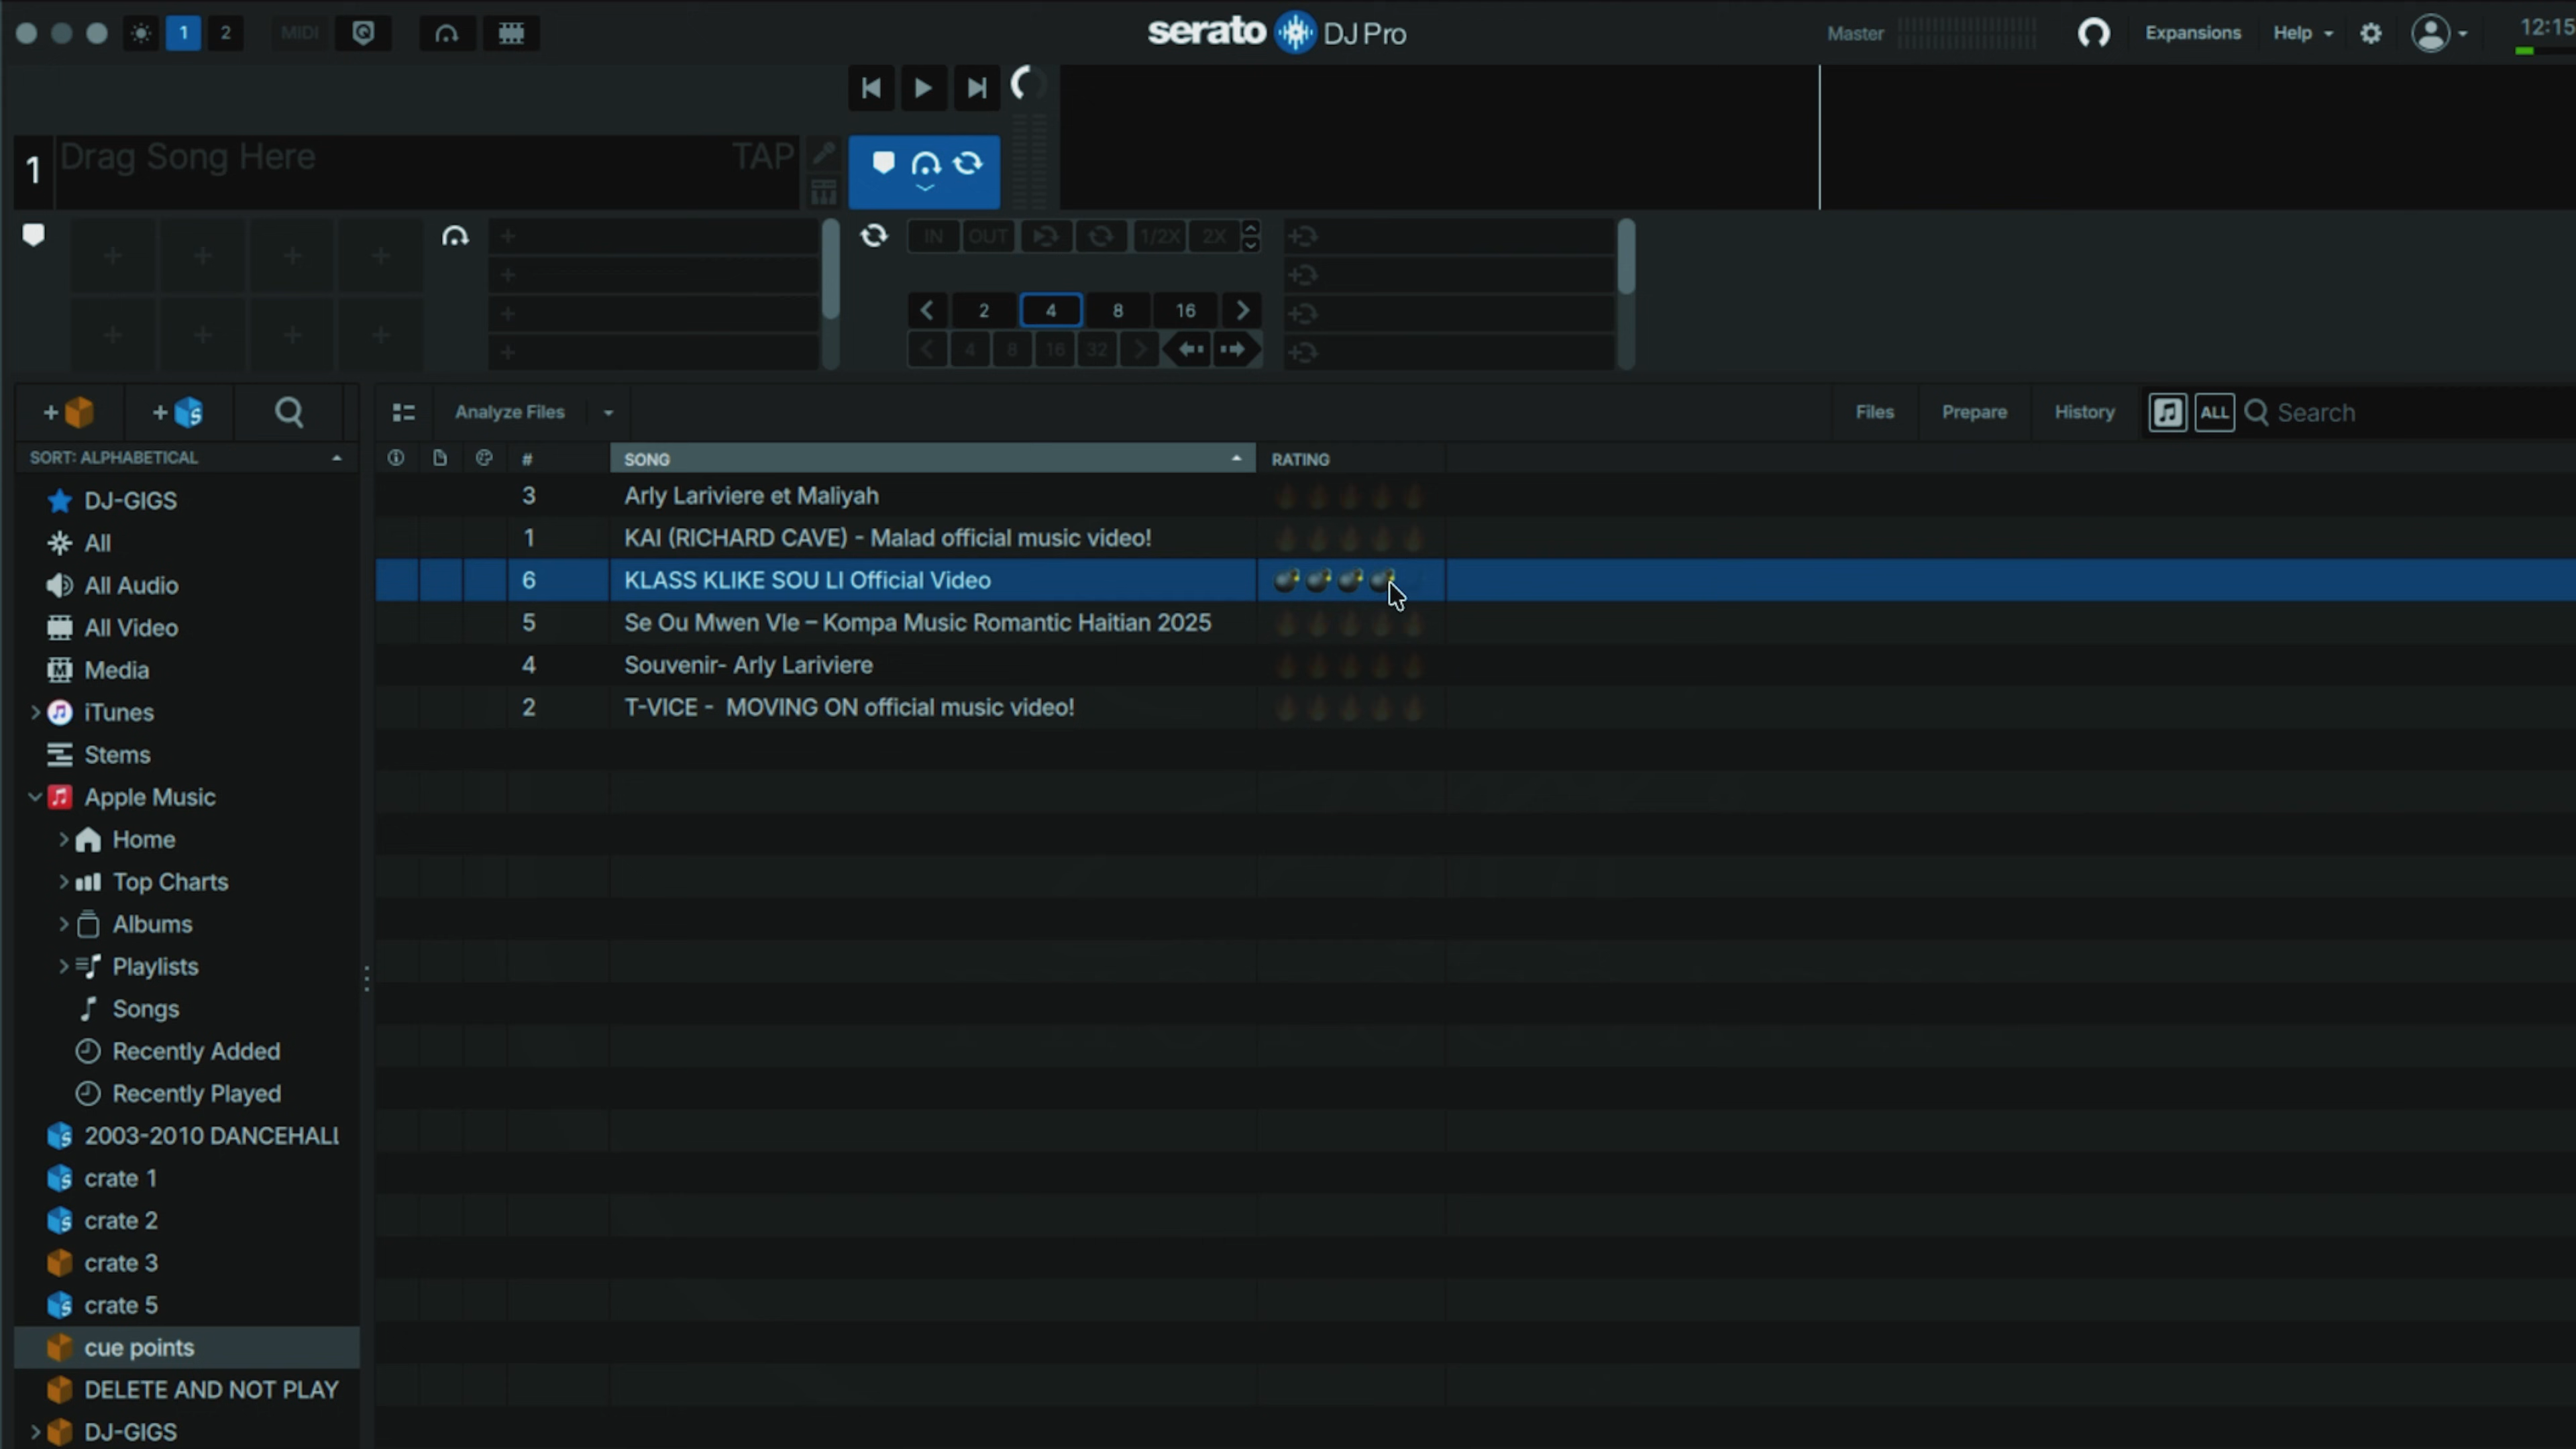 1 2 MIDI serato DJ Pro Master Expansions Help 12:15
1 Drag Song Here TAP
IN OUT 1/2X 2X
2 4 8 16
4 8 16 32
Analyze Files Files Prepare History ALL Search
SORT: ALPHABETICAL
# SONG RATING
3 Arly Lariviere et Maliyah
1 KAI (RICHARD CAVE) - Malad official music video!
6 KLASS KLIKE SOU LI Official Video
5 Se Ou Mwen Vle – Kompa Music Romantic Haitian 2025
4 Souvenir- Arly Lariviere
2 T-VICE - MOVING ON official music video!
DJ-GIGS
All
All Audio
All Video
Media
iTunes
Stems
Apple Music
Home
Top Charts
Albums
Playlists
Songs
Recently Added
Recently Played
2003-2010 DANCEHALL
crate 1
crate 2
crate 3
crate 5
cue points
DELETE AND NOT PLAY
DJ-GIGS